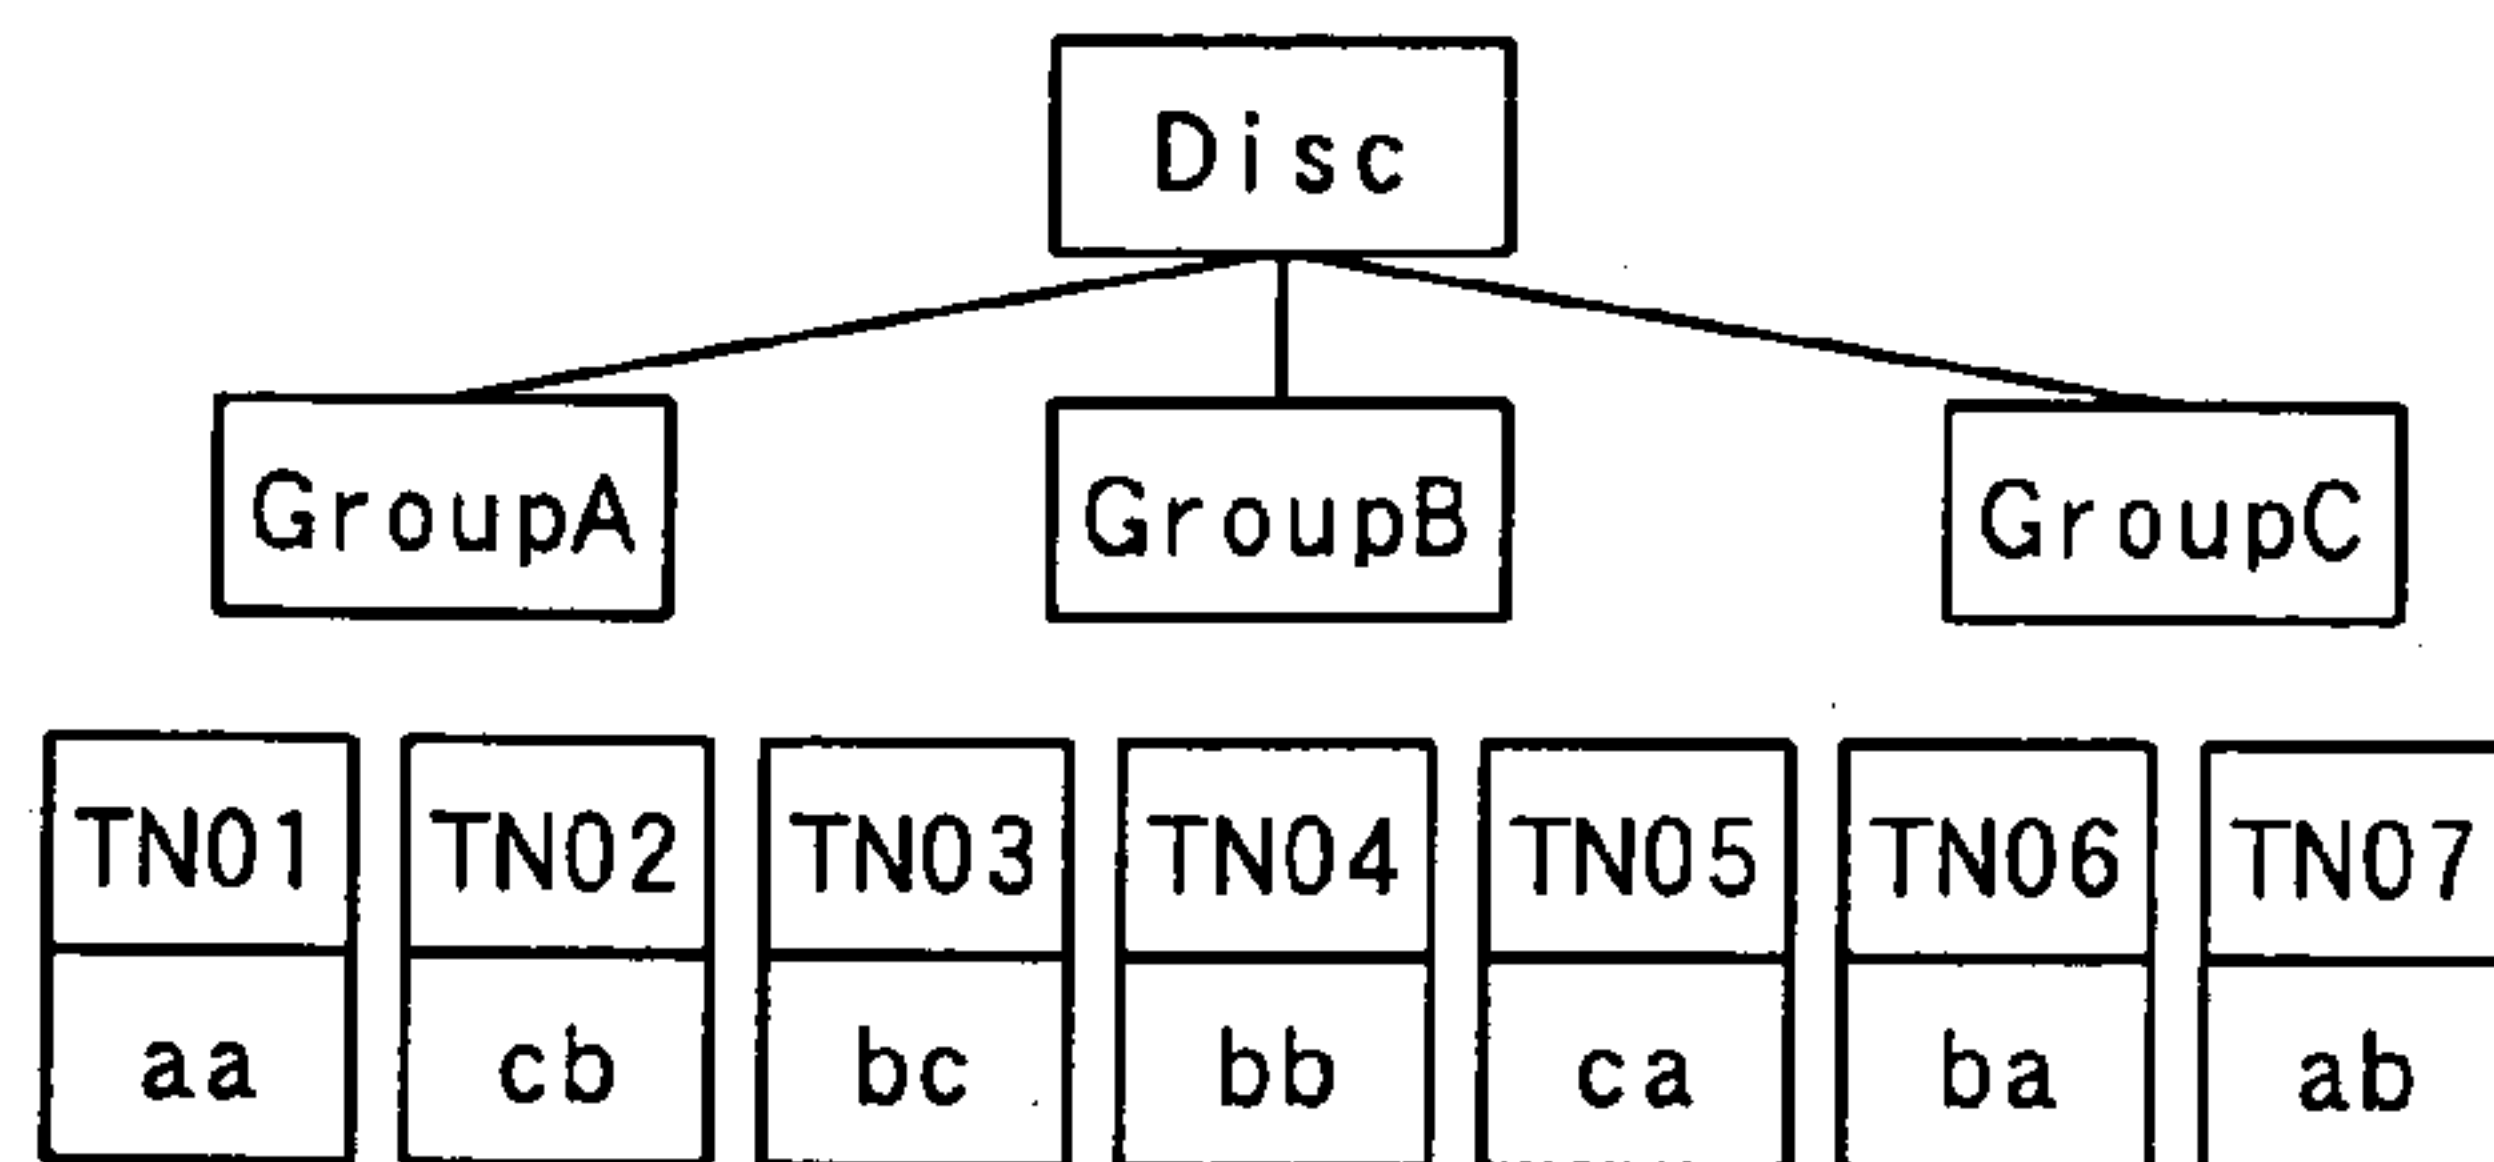 Disc
GroupA GroupB GroupC
TN01 TN02 TN03 TN04 TN05 TN06 TN07
aa cb bc bb ca ba ab